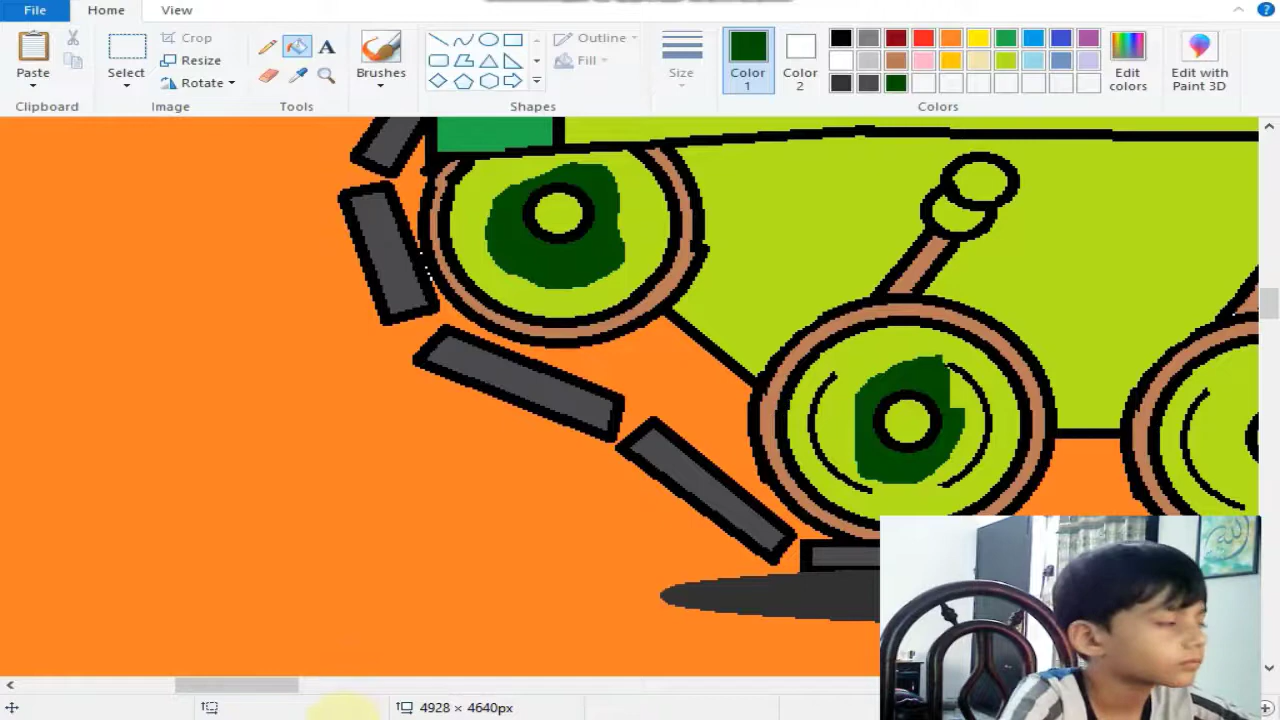 File
Home
View
Paste
Clipboard
Select
Crop
Resize
Rotate
Image
A
Tools
Brushes
Shapes
Outline
Fill
Size
Color
1
Color
2
Edit
colors
Colors
Edit with
Paint 3D
?
4928 × 4640px